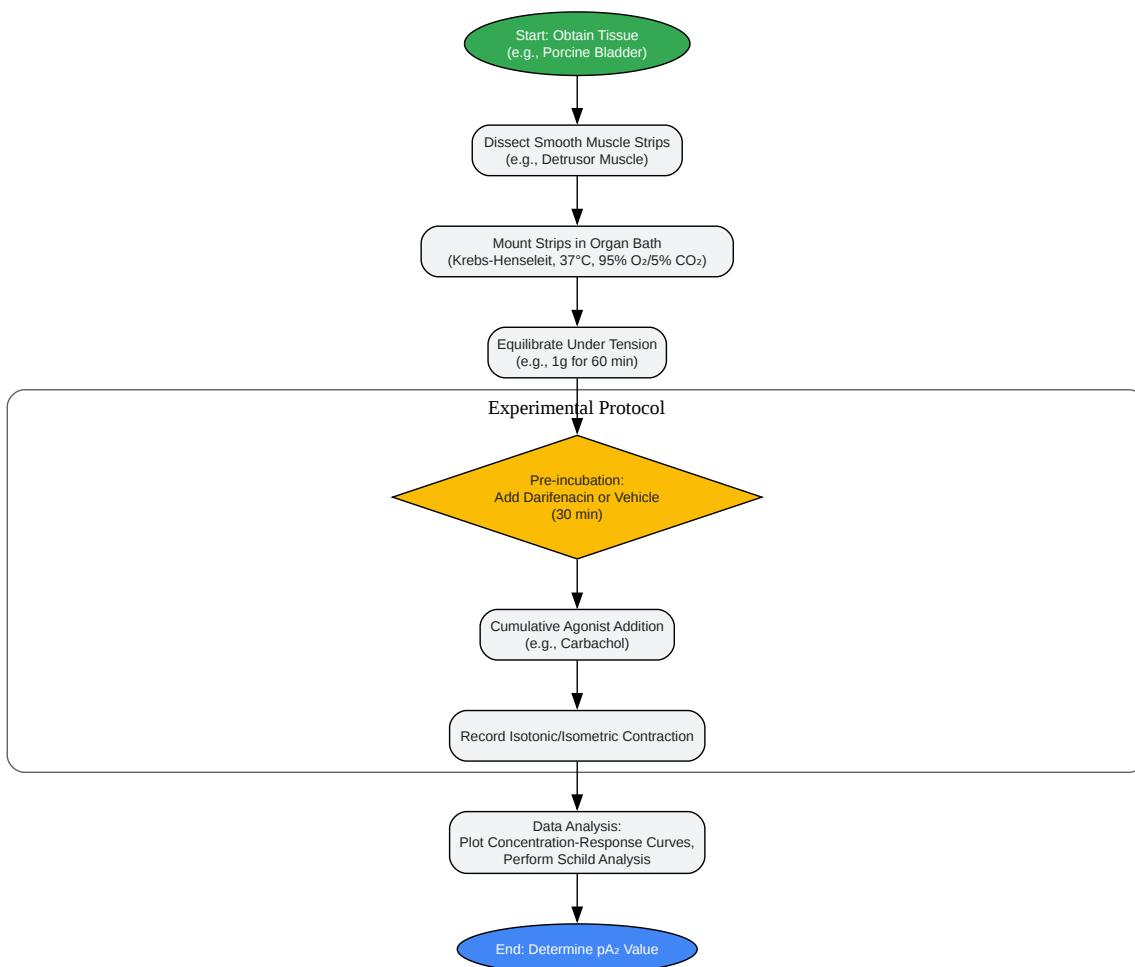 Start: Obtain Tissue
(e.g., Porcine Bladder)
Dissect Smooth Muscle Strips
(e.g., Detrusor Muscle)
Mount Strips in Organ Bath
(Krebs-Henseleit, 37°C, 95% O₂/5% CO₂)
Equilibrate Under Tension
(e.g., 1g for 60 min)
Experimental Protocol
Pre-incubation:
Add Darifenacin or Vehicle
(30 min)
Cumulative Agonist Addition
(e.g., Carbachol)
Record Isotonic/Isometric Contraction
Data Analysis:
Plot Concentration-Response Curves,
Perform Schild Analysis
End: Determine pA₂ Value